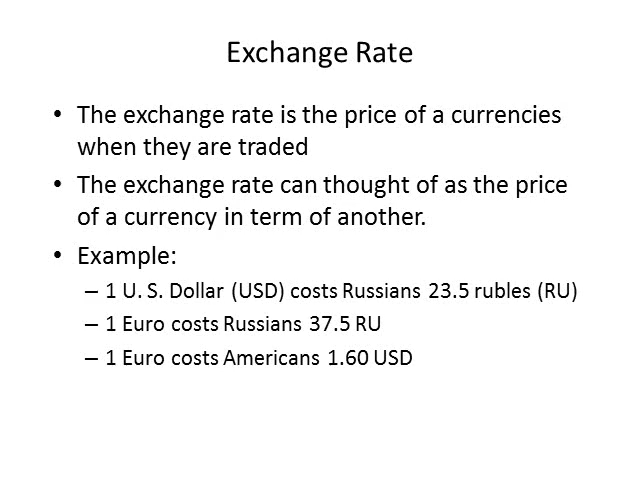 Exchange Rate
• The exchange rate is the price of a currencies
when they are traded
• The exchange rate can thought of as the price
of a currency in term of another.
• Example:
– 1 U. S. Dollar (USD) costs Russians 23.5 rubles (RU)
– 1 Euro costs Russians 37.5 RU
– 1 Euro costs Americans 1.60 USD